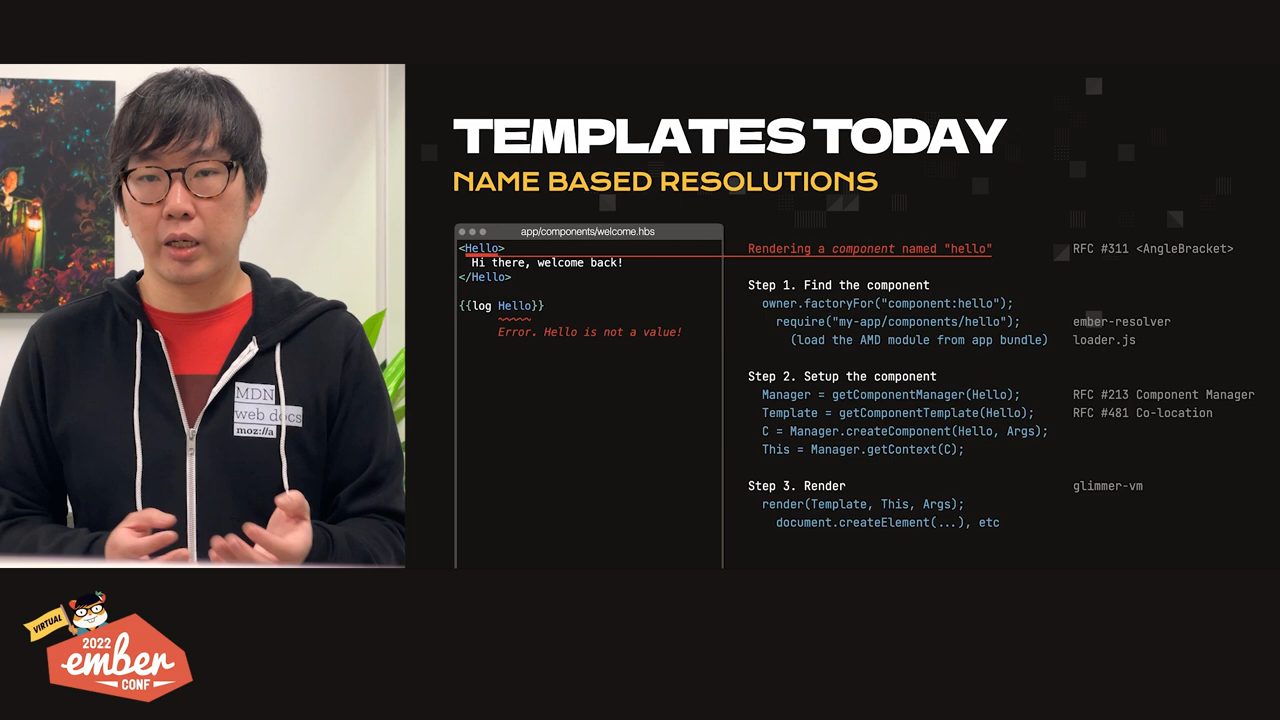 TEMPLATES TODAY
NAME BASED RESOLUTIONS
app/components/welcome.hbs
<Hello>
Hi there, welcome back!
</Hello>
{{log Hello}}
Error. Hello is not a value!
Rendering a component named "hello"
RFC #311 <AngleBracket>
Step 1. Find the component
owner.factoryFor("component:hello");
require("my-app/components/hello");
ember-resolver
(load the AMD module from app bundle)
loader.js
Step 2. Setup the component
Manager = getComponentManager(Hello);
RFC #213 Component Manager
Template = getComponentTemplate(Hello);
RFC #481 Co-location
C = Manager.createComponent(Hello, Args);
This = Manager.getContext(C);
Step 3. Render
glimmer-vm
render(Template, This, Args);
document.createElement(...), etc
MDN
web docs
moz://a
VIRTUAL
2022
ember
CONF